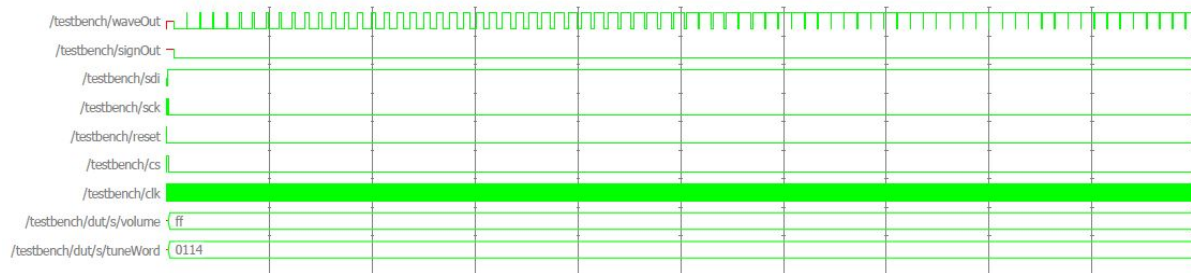 /testbench/waveOut
/testbench/signOut
/testbench/sdi
/testbench/sck
/testbench/reset
/testbench/cs
/testbench/clk
/testbench/dut/s/volume ff
/testbench/dut/s/tuneWord 0114